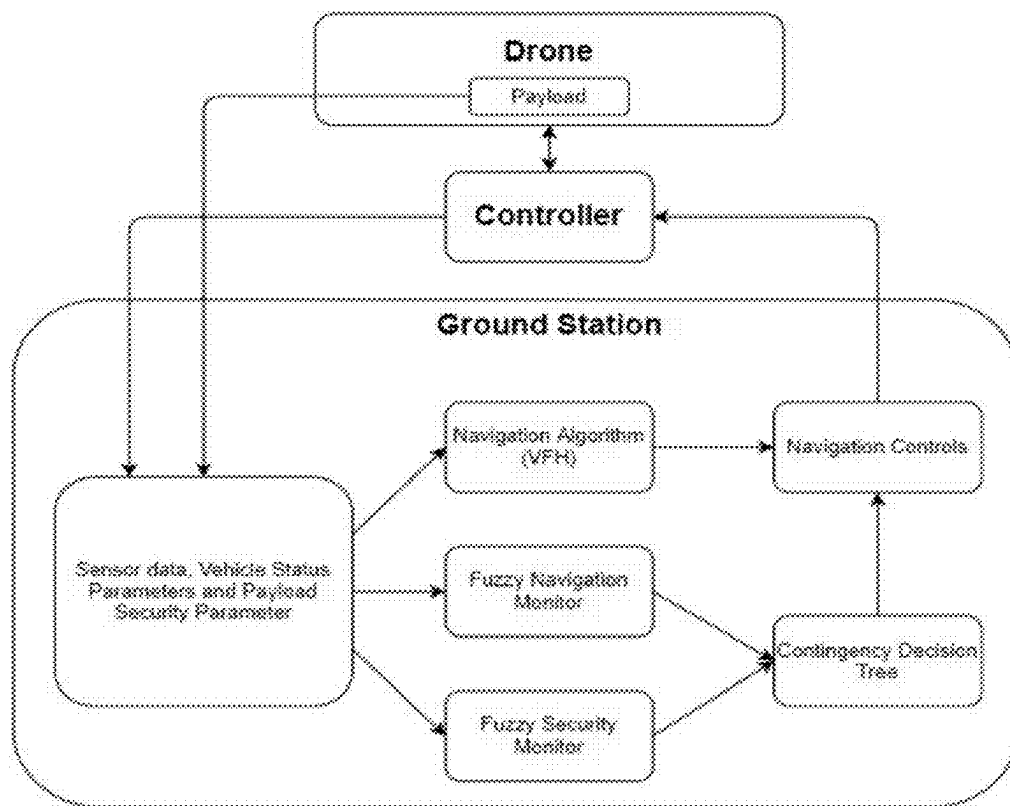 Drone
Payload
Controller
Ground Station
Navigation Algorithm
(VFH)
Navigation Controls
Sensor data, Vehicle Status
Parameters and Payload
Security Parameter
Fuzzy Navigation
Monitor
Contingency Decision
Tree
Fuzzy Security
Monitor